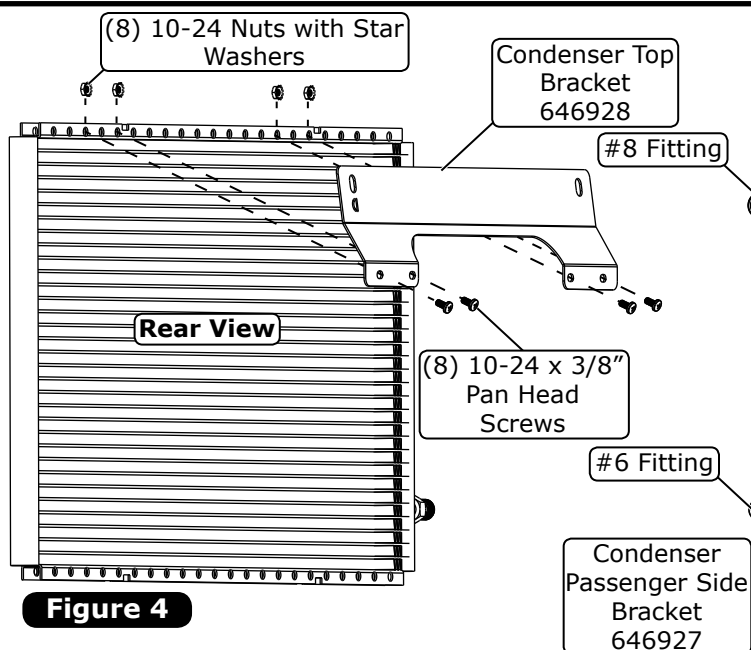 (8) 10-24 Nuts with Star
Washers
Condenser Top
Bracket
646928
#8 Fitting
Rear View
(8) 10-24 x 3/8”
Pan Head
Screws
#6 Fitting
Condenser
Passenger Side
Bracket
646927
Figure 4